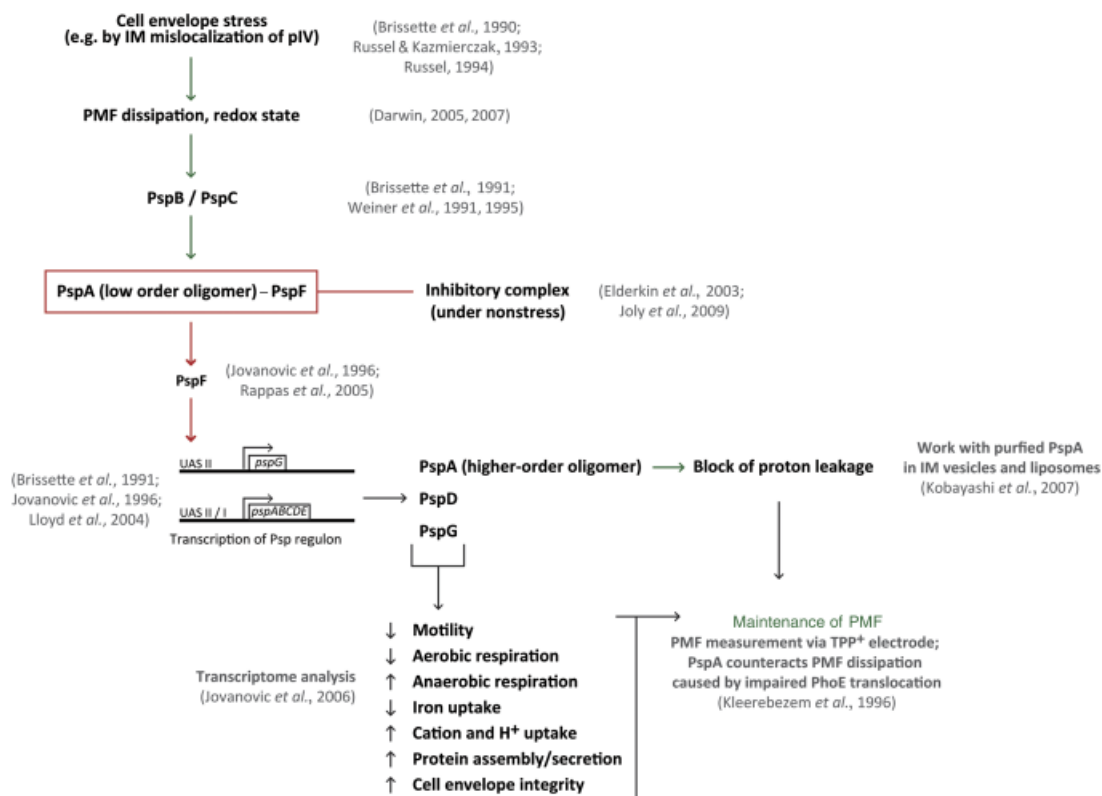 Cell envelope stress
(e.g. by IM mislocalization of pIV)
(Brissette et al., 1990;
Russel & Kazmierczak, 1993;
Russel, 1994)
PMF dissipation, redox state
(Darwin, 2005, 2007)
PspB / PspC
(Brissette et al., 1991;
Weiner et al., 1991, 1995)
PspA (low order oligomer) – PspF
Inhibitory complex
(under nonstress)
(Elderkin et al., 2003;
Joly et al., 2009)
PspF
(Jovanovic et al., 1996;
Rappas et al., 2005)
(Brissette et al., 1991;
Jovanovic et al., 1996;
Lloyd et al., 2004)
UAS II
pspG
UAS II / I
pspABCDE
Transcription of Psp regulon
PspA (higher-order oligomer)
PspD
PspG
Block of proton leakage
Work with purfied PspA
in IM vesicles and liposomes
(Kobayashi et al., 2007)
Transcriptome analysis
(Jovanovic et al., 2006)
↓ Motility
↓ Aerobic respiration
↑ Anaerobic respiration
↓ Iron uptake
↑ Cation and H⁺ uptake
↑ Protein assembly/secretion
↑ Cell envelope integrity
Maintenance of PMF
PMF measurement via TPP⁺ electrode;
PspA counteracts PMF dissipation
caused by impaired PhoE translocation
(Kleerebezem et al., 1996)